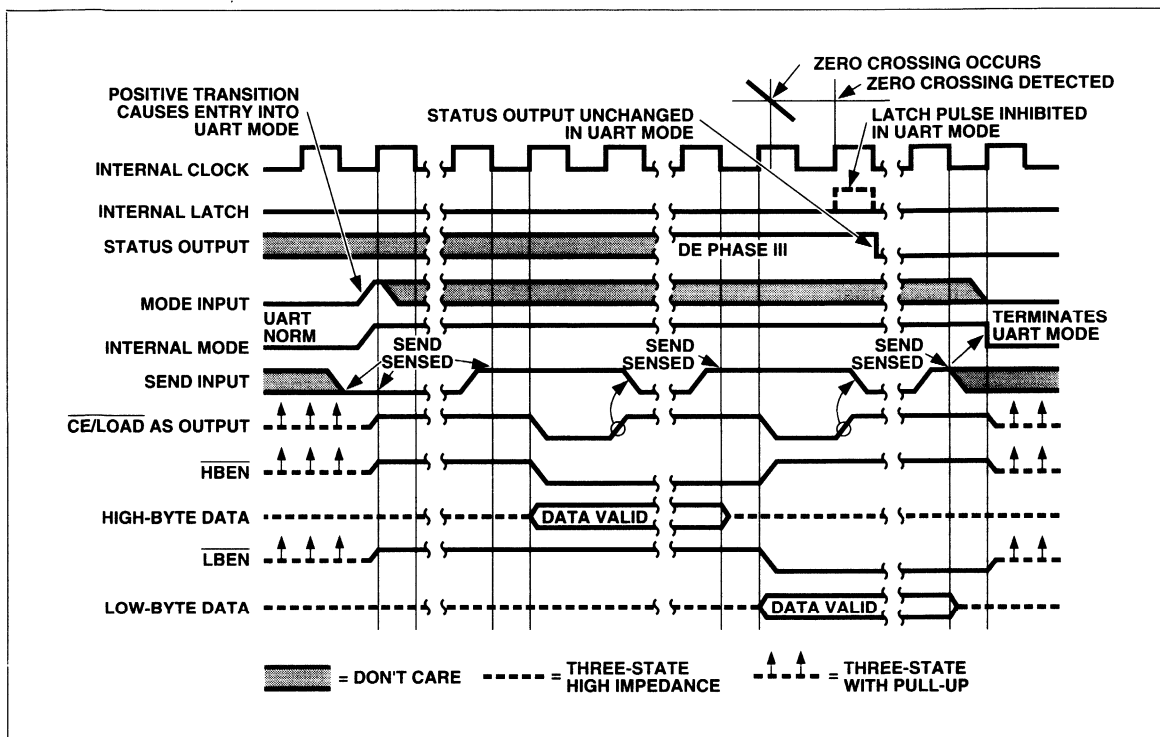 ZERO CROSSING OCCURS
ZERO CROSSING DETECTED
POSITIVE TRANSITION
CAUSES ENTRY INTO
UART MODE
STATUS OUTPUT UNCHANGED
IN UART MODE
LATCH PULSE INHIBITED
IN UART MODE
INTERNAL CLOCK
INTERNAL LATCH
STATUS OUTPUT
DE PHASE III
MODE INPUT
UART
NORM
INTERNAL MODE
TERMINATES
UART MODE
SEND
SENSED
SEND
SENSED
SEND
SENSED
SEND INPUT
CE/LOAD AS OUTPUT
HBEN
HIGH-BYTE DATA
DATA VALID
LBEN
LOW-BYTE DATA
DATA VALID
= DON'T CARE
= THREE-STATE
HIGH IMPEDANCE
= THREE-STATE
WITH PULL-UP